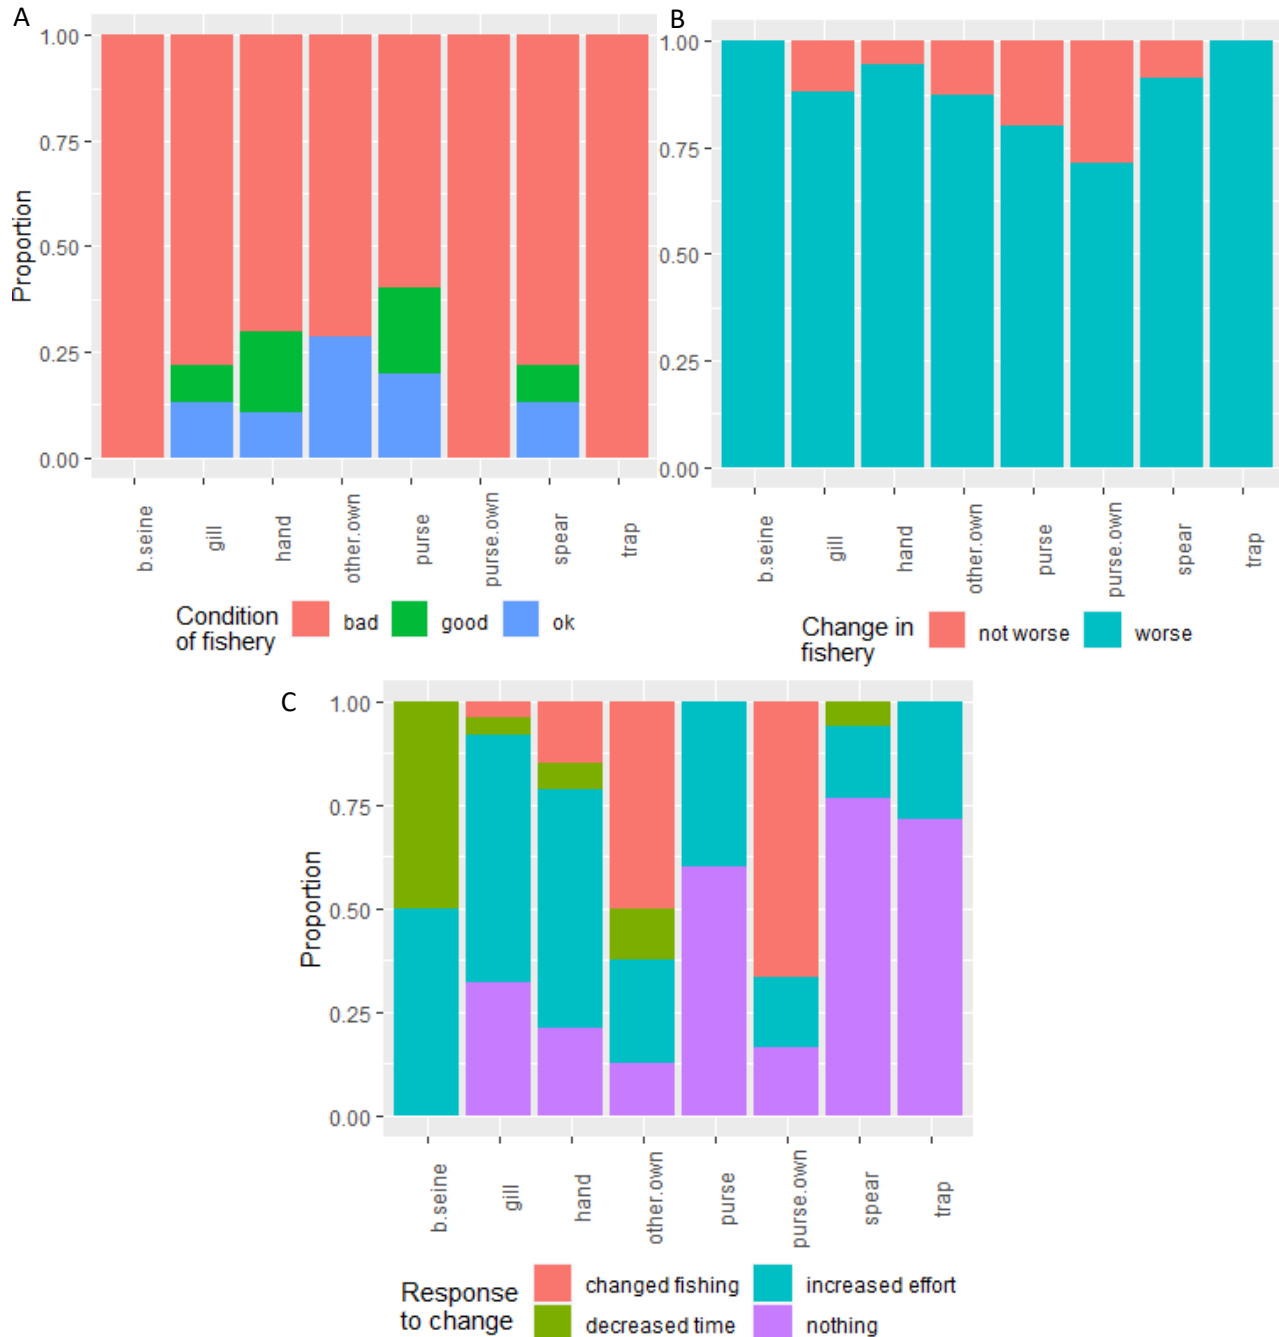 A
Proportion
1.00
0.75
0.50
0.25
0.00
b.seine
gill
hand
other.own
purse
purse.own
spear
trap
Condition
of fishery
bad
good
ok
B
1.00
0.75
0.50
0.25
0.00
b.seine
gill
hand
other.own
purse
purse.own
spear
trap
Change in
fishery
not worse
worse
C
Proportion
1.00
0.75
0.50
0.25
0.00
b.seine
gill
hand
other.own
purse
purse.own
spear
trap
Response
to change
changed fishing
increased effort
decreased time
nothing